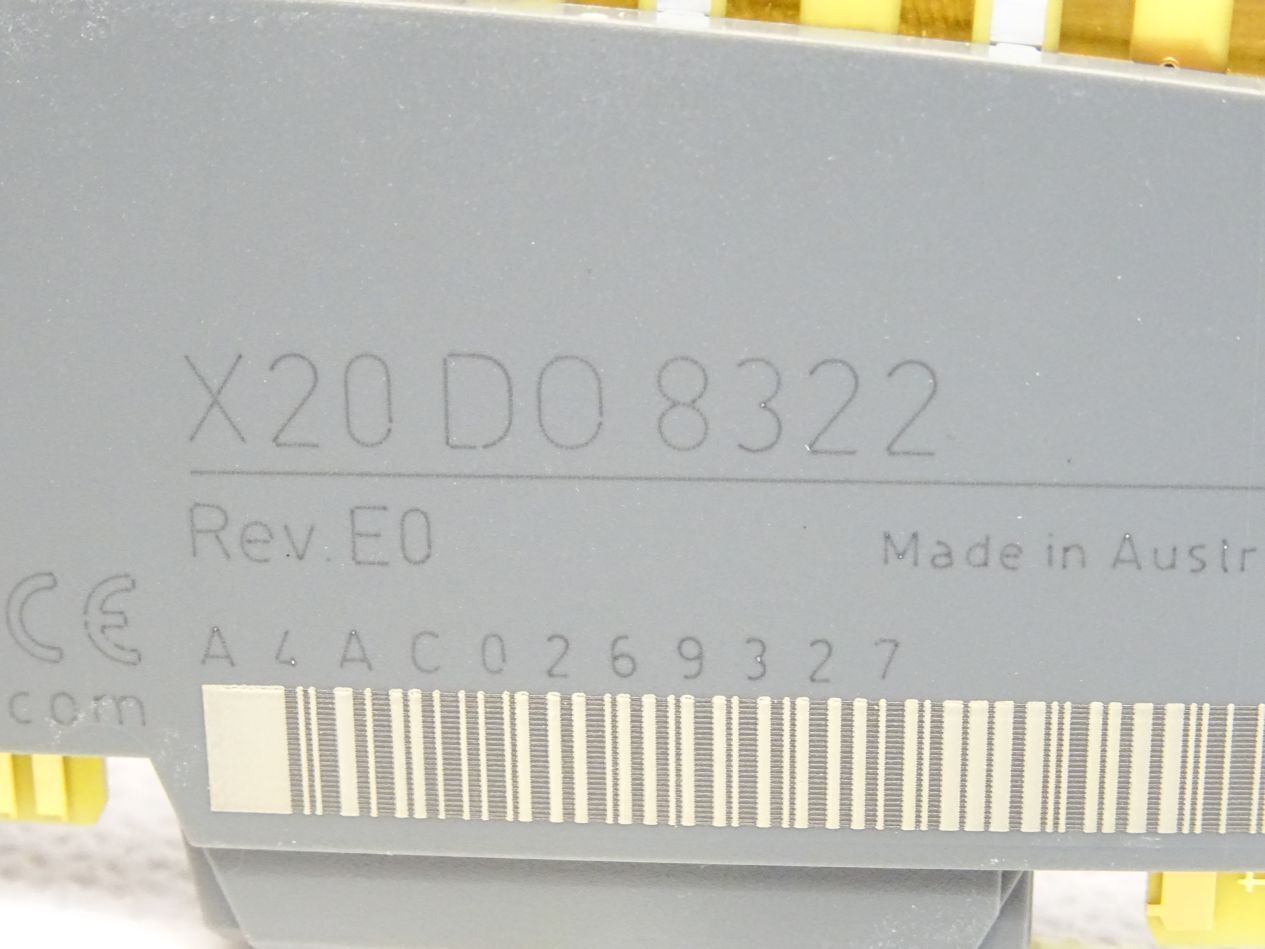 X20 DO 8322
Rev. E0
Made in Austr
CE
A4AC0269327
com